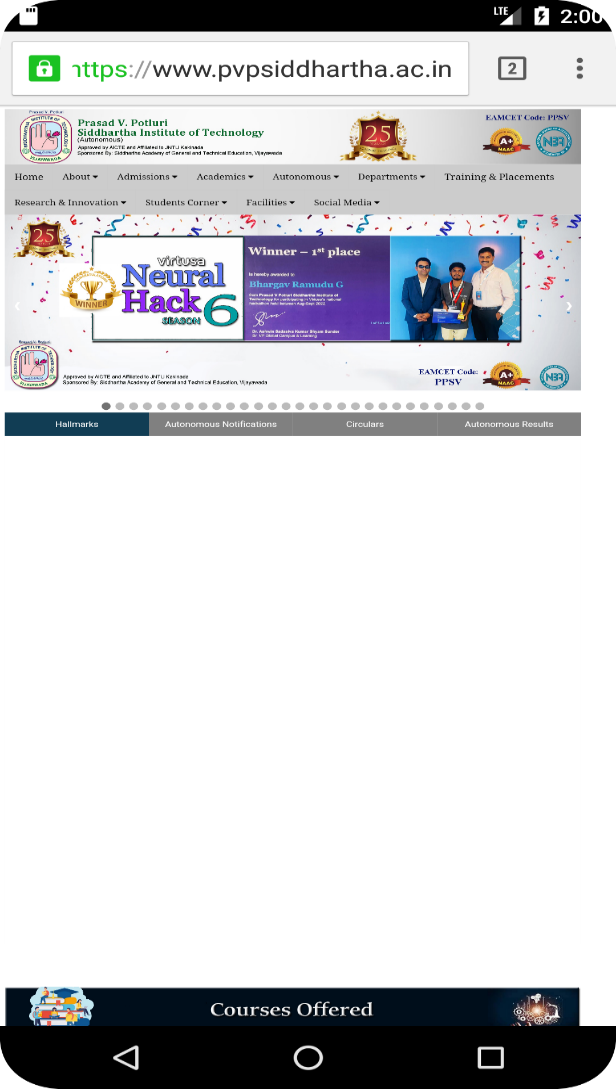 LTE 2:00
https://www.pvpsiddhartha.ac.in 2
Prasad V. Potluri
Siddhartha Institute of Technology
(Autonomous)
Approved by AICTE and Affiliated to JNTU Kakinada
Sponsored By: Siddhartha Academy of General and Technical Education, Vijayawada
25
EAMCET Code: PPSV
A+
NAAC
NBA
Home About Admissions Academics Autonomous Departments Training & Placements
Research & Innovation Students Corner Facilities Social Media
25
WINNER
virtusa
Neural
Hack 6
SEASON
Winner – 1st place
is hereby awarded to
Bhargav Ramudu G
Approved by AICTE and Affiliated to JNTU Kakinada
Sponsored By: Siddhartha Academy of General and Technical Education, Vijayawada
EAMCET Code:
PPSV
A+
NAAC
NBA
Hallmarks Autonomous Notifications Circulars Autonomous Results
Courses Offered